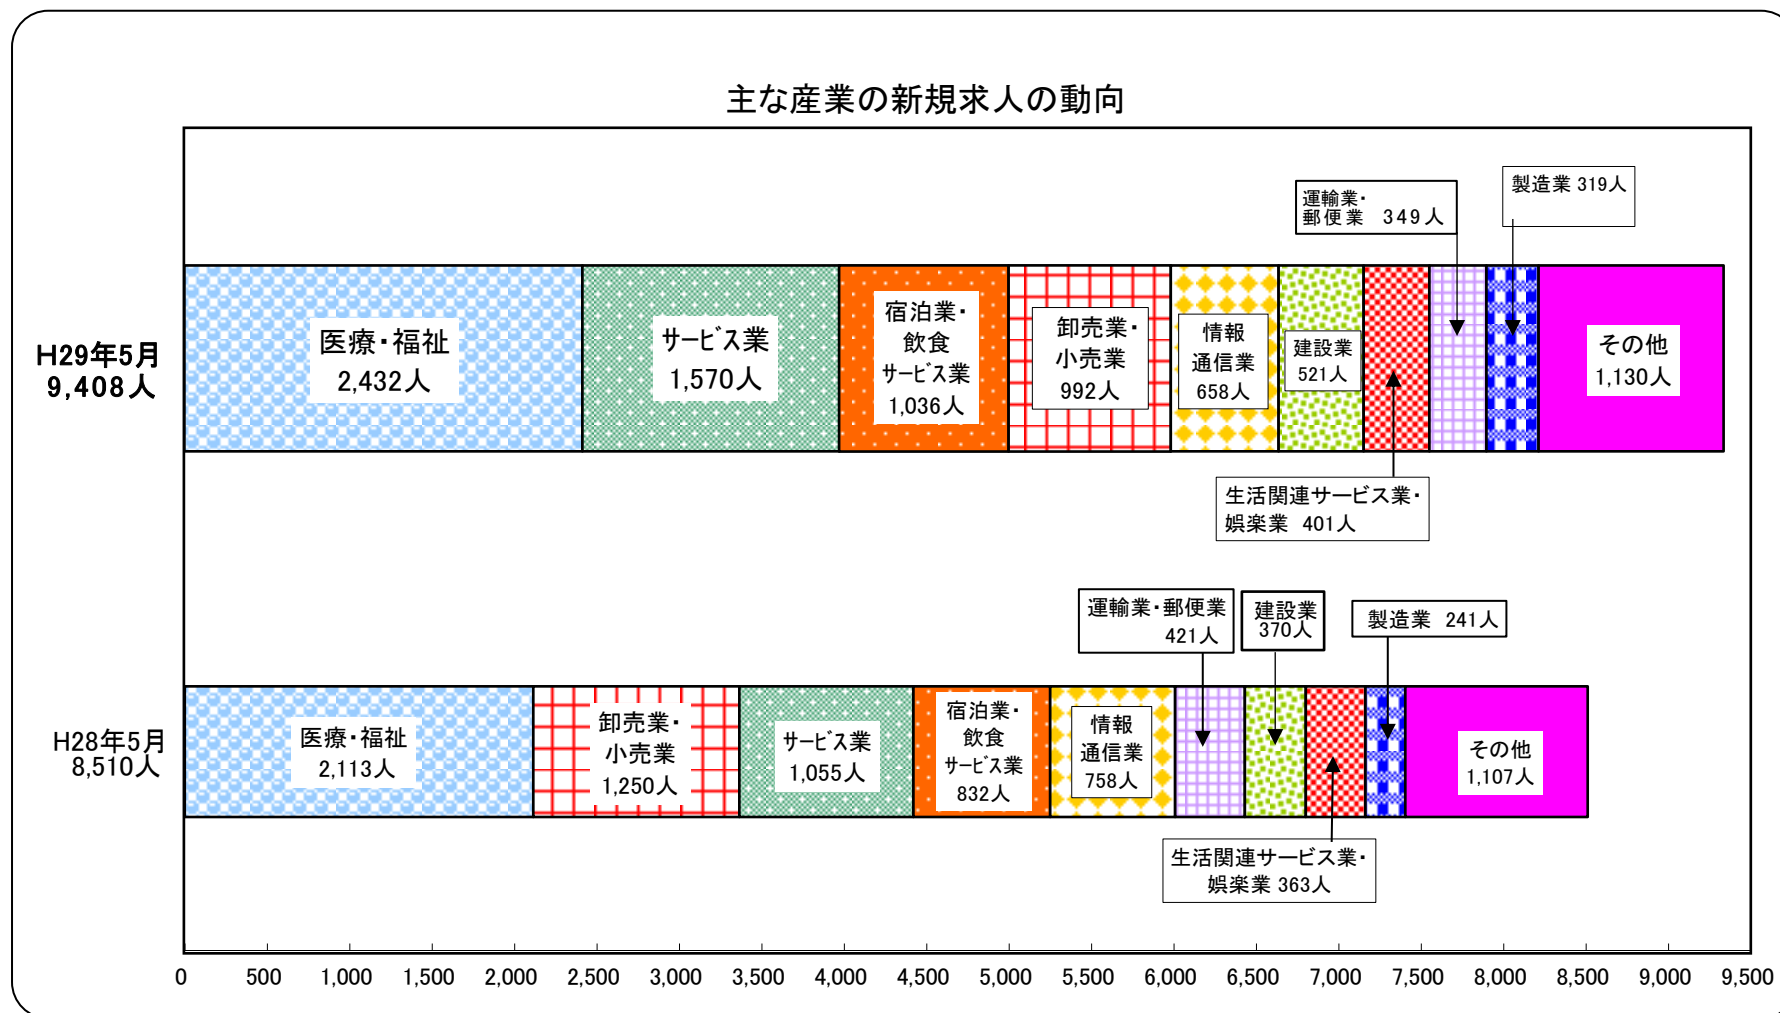 主な産業の新規求人の動向
運輸業・
郵便業 349人
製造業 319人
H29年5月
9,408人
医療・福祉
2,432人
サービス業
1,570人
宿泊業・
飲食
サービス業
1,036人
卸売業・
小売業
992人
情報
通信業
658人
建設業
521人
その他
1,130人
生活関連サービス業・
娯楽業 401人
運輸業・郵便業
421人
建設業
370人
製造業 241人
H28年5月
8,510人
医療・福祉
2,113人
卸売業・
小売業
1,250人
サービス業
1,055人
宿泊業・
飲食
サービス業
832人
情報
通信業
758人
その他
1,107人
生活関連サービス業・
娯楽業 363人
0 500 1,000 1,500 2,000 2,500 3,000 3,500 4,000 4,500 5,000 5,500 6,000 6,500 7,000 7,500 8,000 8,500 9,000 9,500